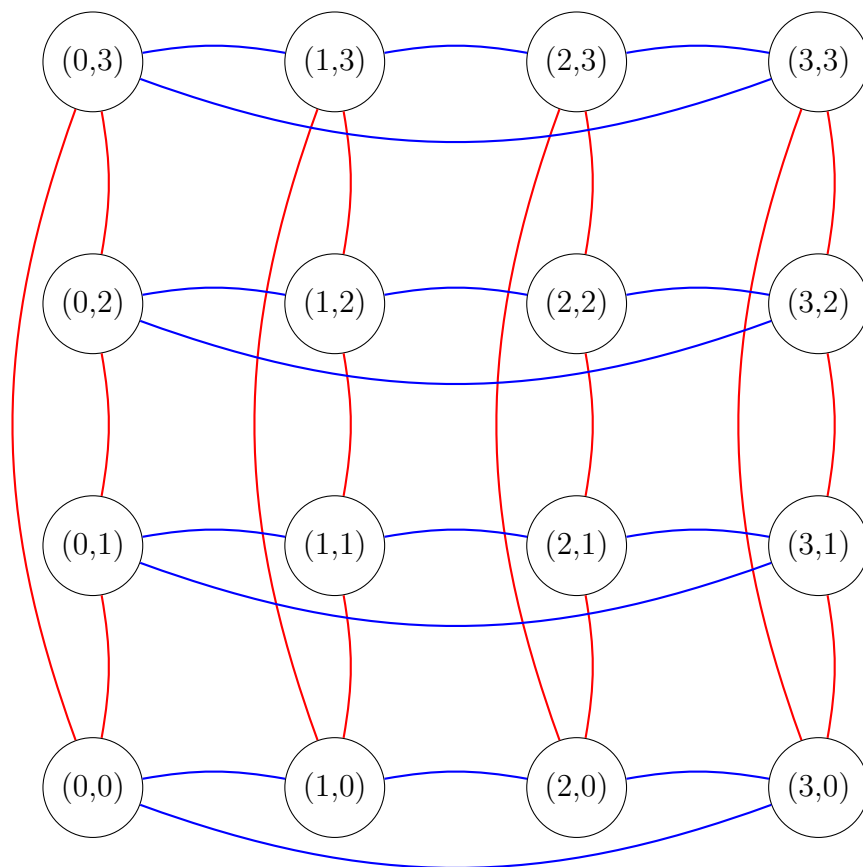 (0,3) (1,3) (2,3) (3,3)
(0,2) (1,2) (2,2) (3,2)
(0,1) (1,1) (2,1) (3,1)
(0,0) (1,0) (2,0) (3,0)